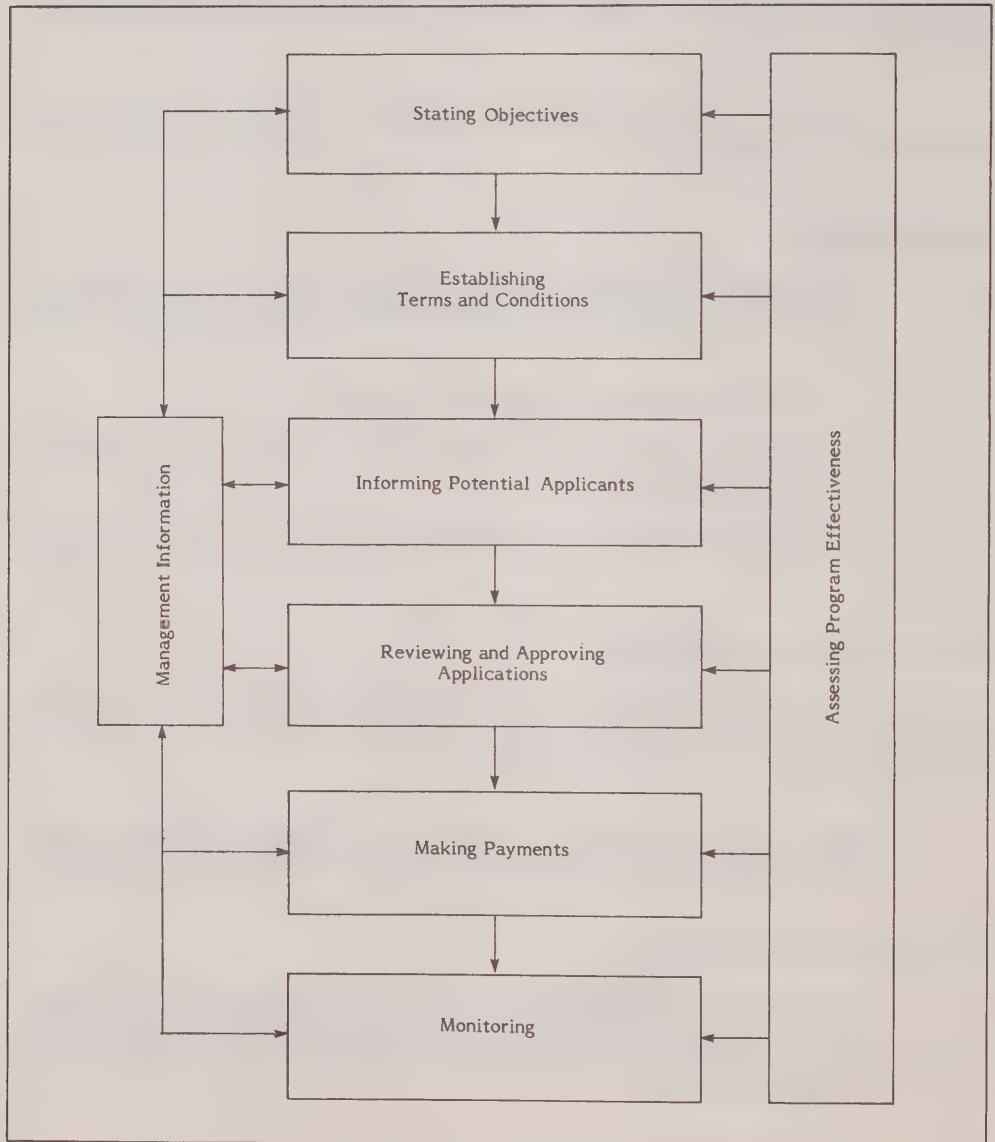 Stating Objectives
Establishing
Terms and Conditions
Informing Potential Applicants
Reviewing and Approving
Applications
Making Payments
Monitoring
Management Information
Assessing Program Effectiveness